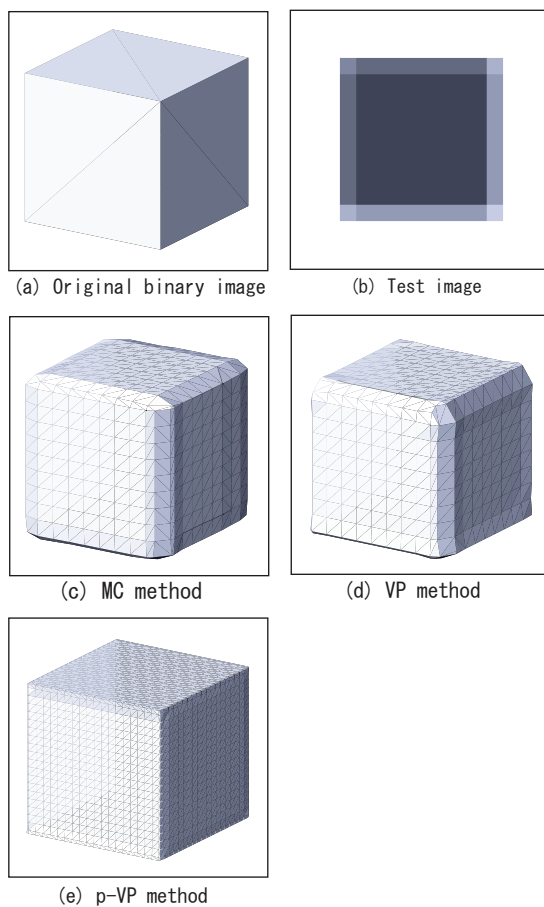 (a) Original binary image
(b) Test image
(c) MC method
(d) VP method
(e) p-VP method